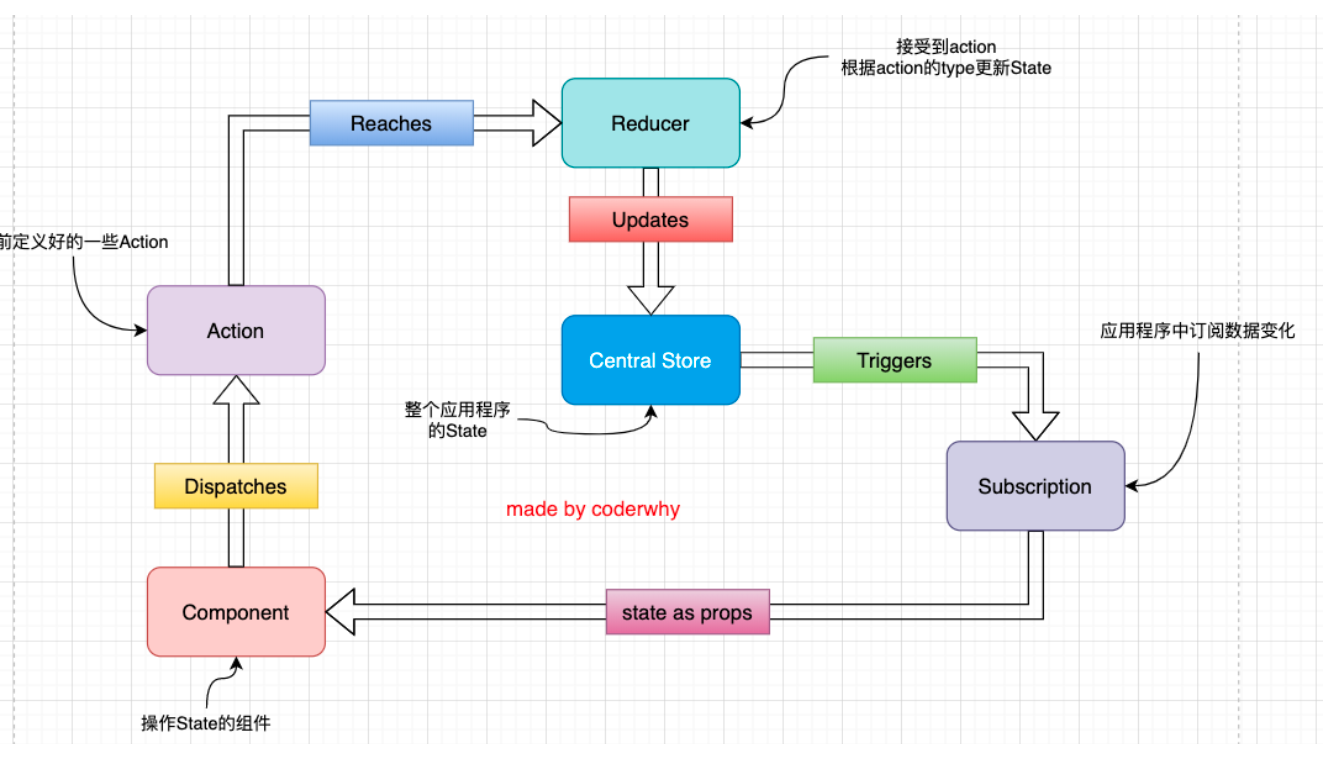 接受到action
根据action的type更新State
Reaches
Reducer
Updates
前定义好的一些Action
Action
Central Store
Triggers
应用程序中订阅数据变化
整个应用程序
的State
Dispatches
Subscription
made by coderwhy
Component
state as props
操作State的组件